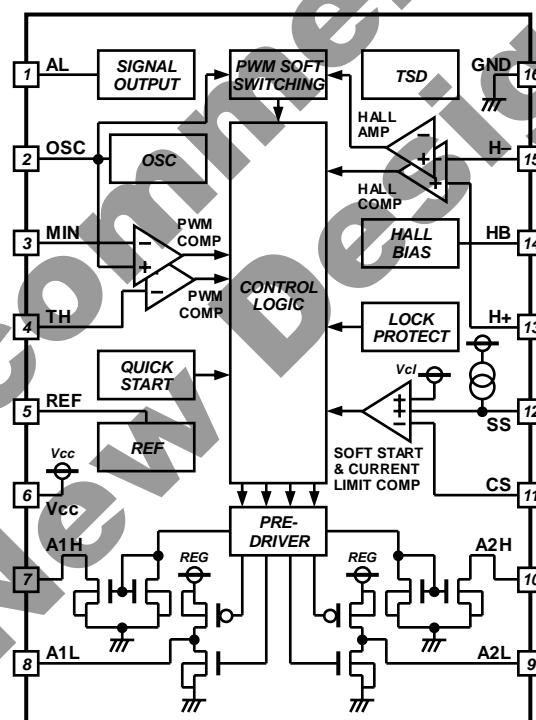 1 AL
SIGNAL OUTPUT
PWM SOFT SWITCHING
TSD
GND 16
2 OSC
OSC
HALL AMP
HALL COMP
H– 15
3 MIN
PWM COMP
PWM COMP
CONTROL LOGIC
HALL BIAS
HB 14
4 TH
LOCK PROTECT
H+ 13
QUICK START
5 REF
REF
Vcl
SS 12
SOFT START & CURRENT LIMIT COMP
CS 11
Vcc
6 Vcc
PRE-DRIVER
7 A1H
REG
REG
A2H 10
8 A1L
A2L 9
New Design